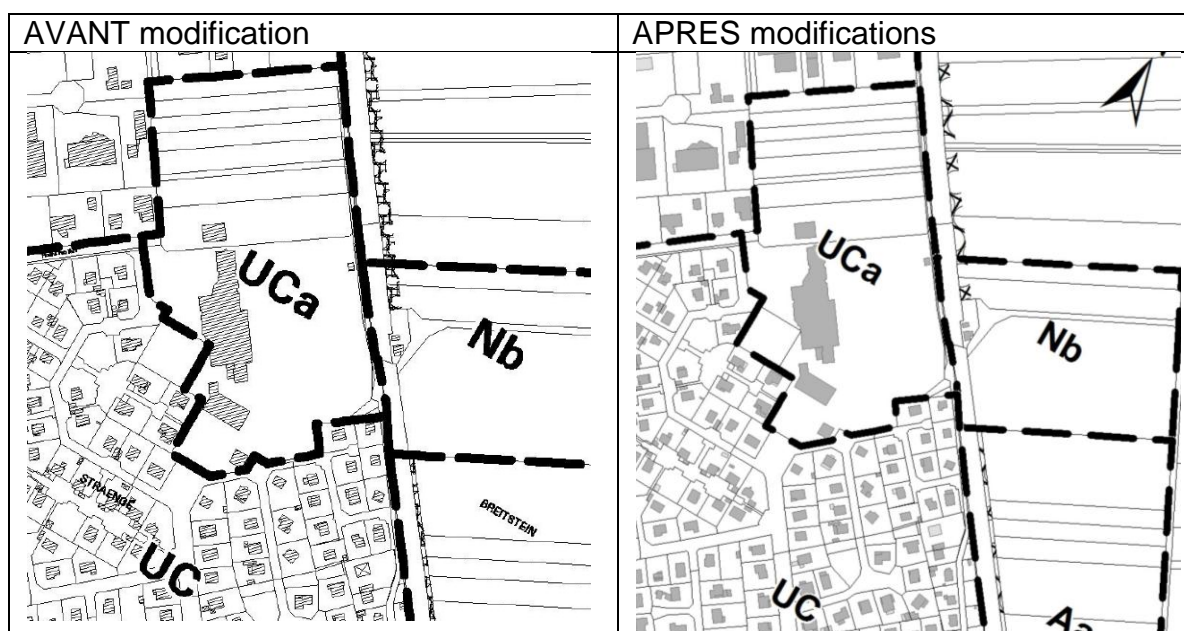 AVANT modification
APRES modifications
UCa
Nb
STRAENGE
BREITSTEIN
UC
UCa
Nb
UC
Aa